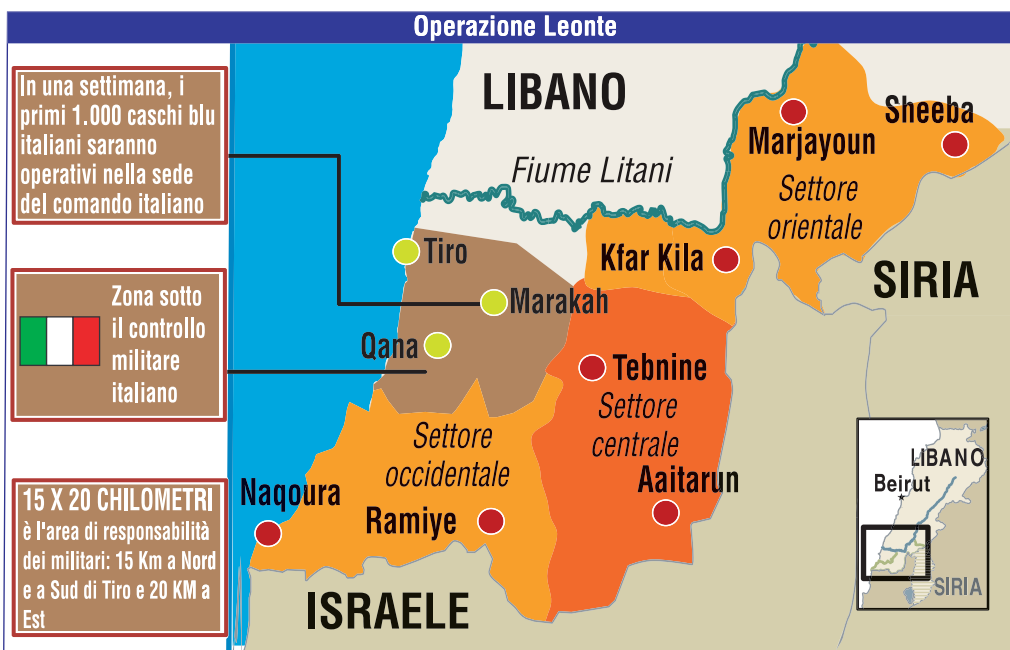 Operazione Leonte
In una settimana, i
primi 1.000 caschi blu
italiani saranno
operativi nella sede
del comando italiano
Zona sotto
il controllo
militare
italiano
15 X 20 CHILOMETRI
è l'area di responsabilità
dei militari: 15 Km a Nord
e a Sud di Tiro e 20 KM a
Est
LIBANO
Fiume Litani
Marjayoun
Sheeba
Settore
orientale
Tiro
Kfar Kila
SIRIA
Marakah
Qana
Tebnine
Settore
centrale
Settore
occidentale
Aaitarun
Naqoura
Ramiye
ISRAELE
LIBANO
Beirut
SIRIA